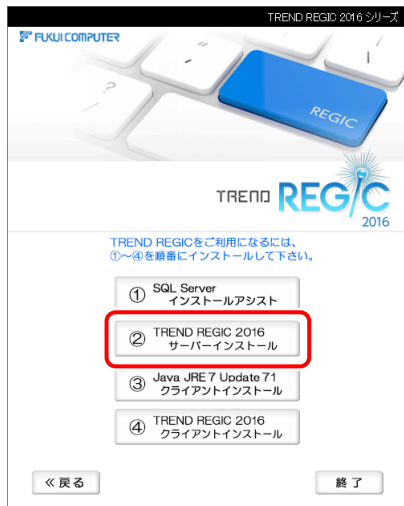 TREND REGIC 2016 シリーズ
FUKUI COMPUTER
REGIC
TREND REGIC
2016
TREND REGICをご利用になるには、
①～④を順番にインストールして下さい。
① SQL Server
インストールアシスト
② TREND REGIC 2016
サーバーインストール
③ Java JRE 7 Update 71
クライアントインストール
④ TREND REGIC 2016
クライアントインストール
≪戻る
終了